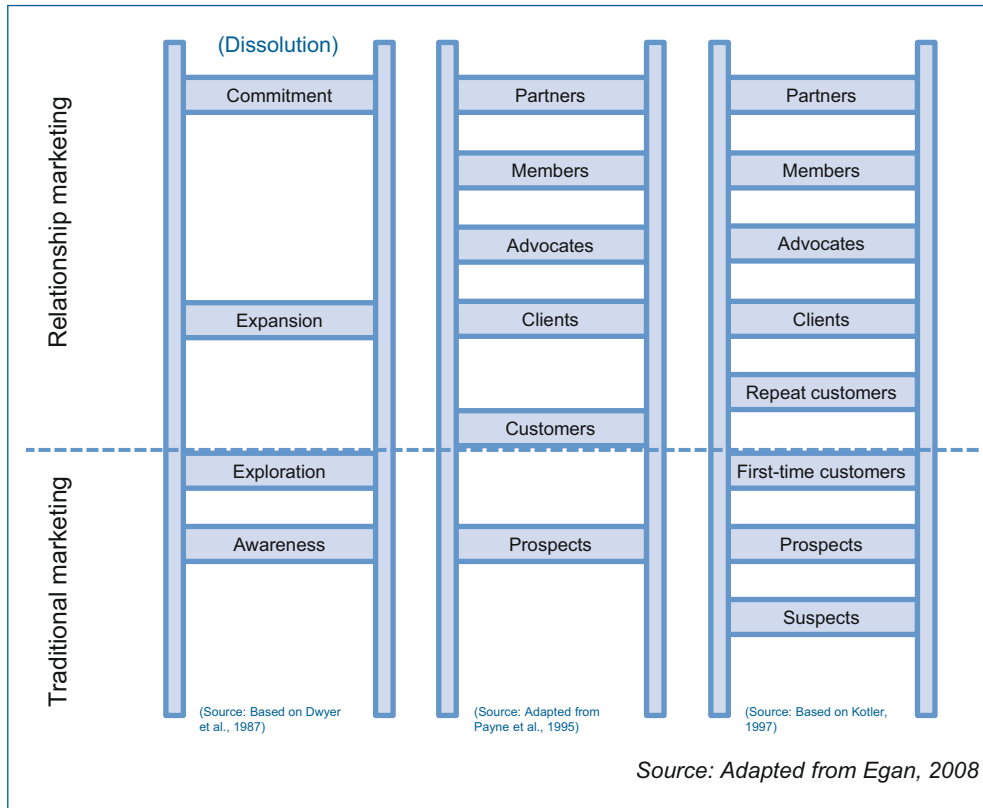 Relationship marketing
Traditional marketing
(Dissolution)
Commitment
Expansion
Exploration
Awareness
(Source: Based on Dwyer
et al., 1987)
Partners
Members
Advocates
Clients
Customers
Prospects
(Source: Adapted from
Payne et al., 1995)
Partners
Members
Advocates
Clients
Repeat customers
First-time customers
Prospects
Suspects
(Source: Based on Kotler,
1997)
Source: Adapted from Egan, 2008